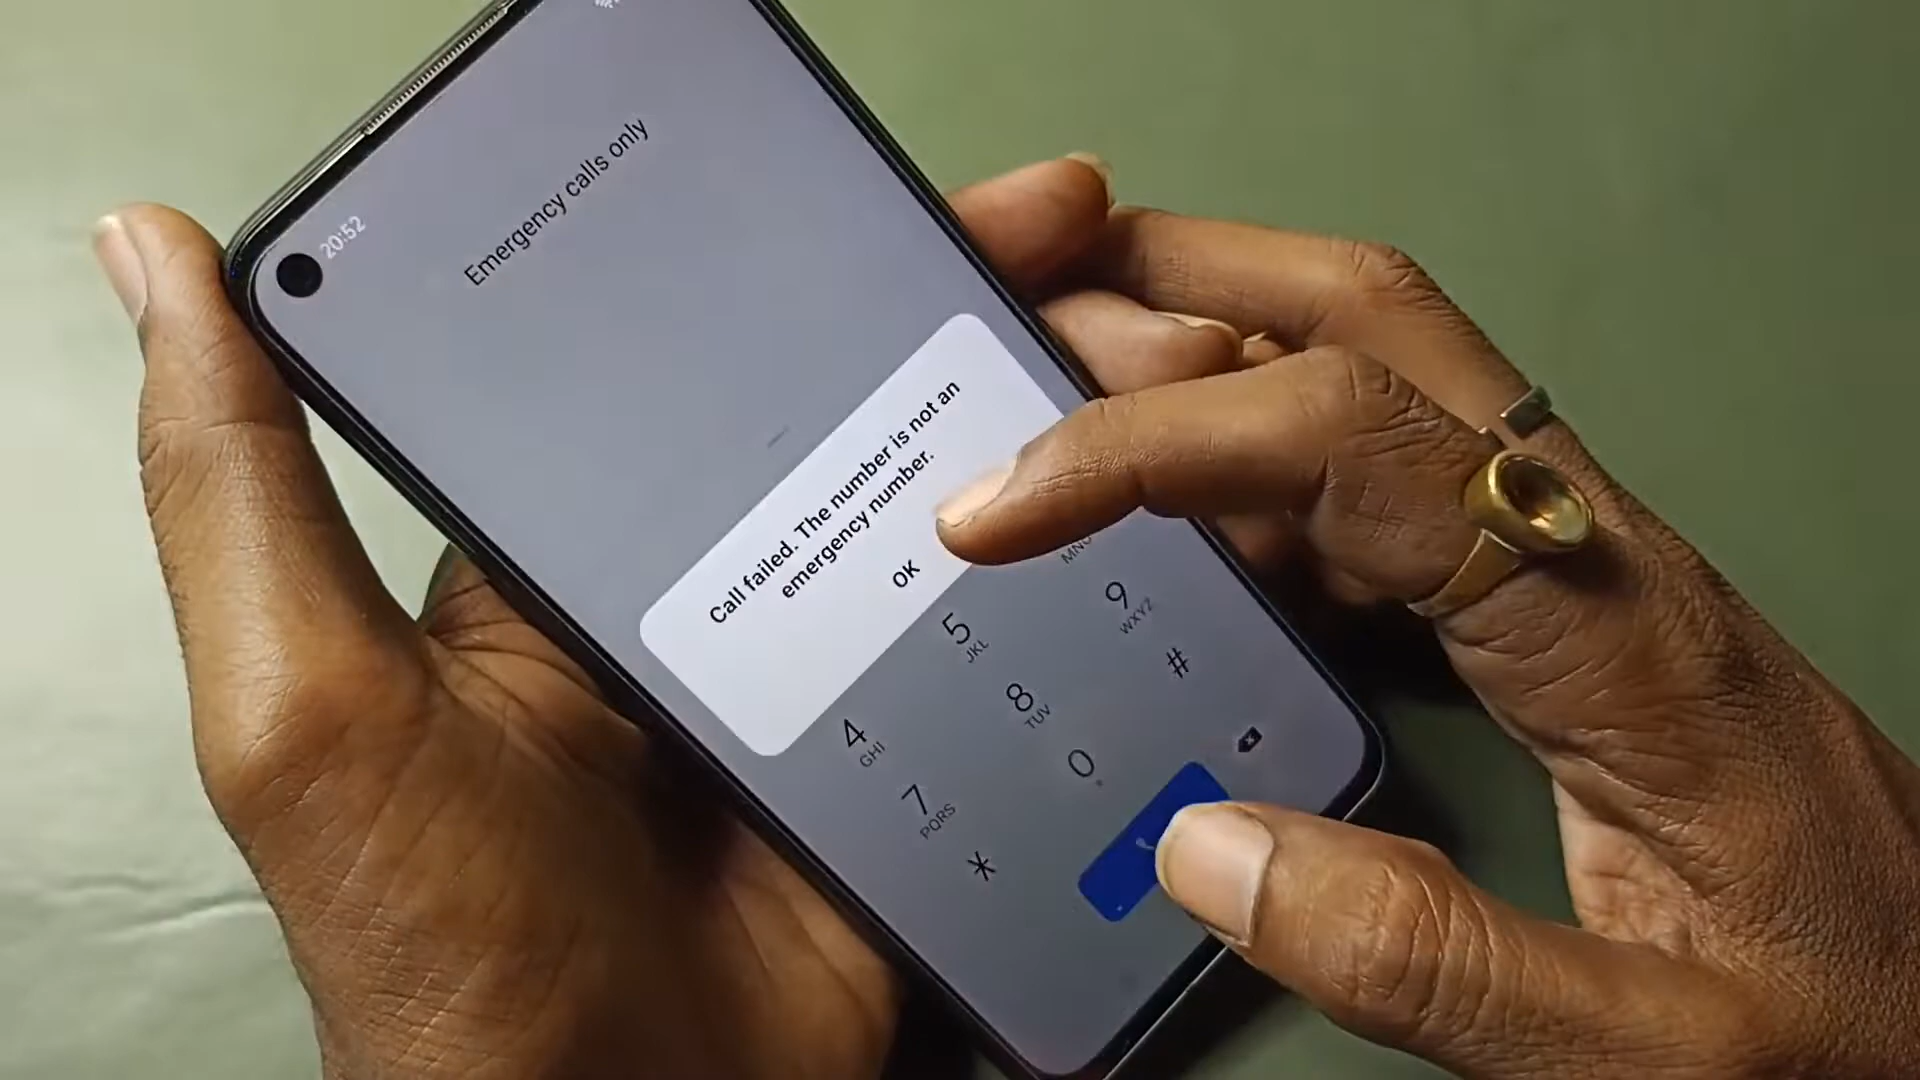 20:52
Emergency calls only
Call failed. The number is not an
emergency number.
OK
MNO
4
GHI
5
JKL
7
PQRS
8
TUV
9
WXYZ
*
0
#